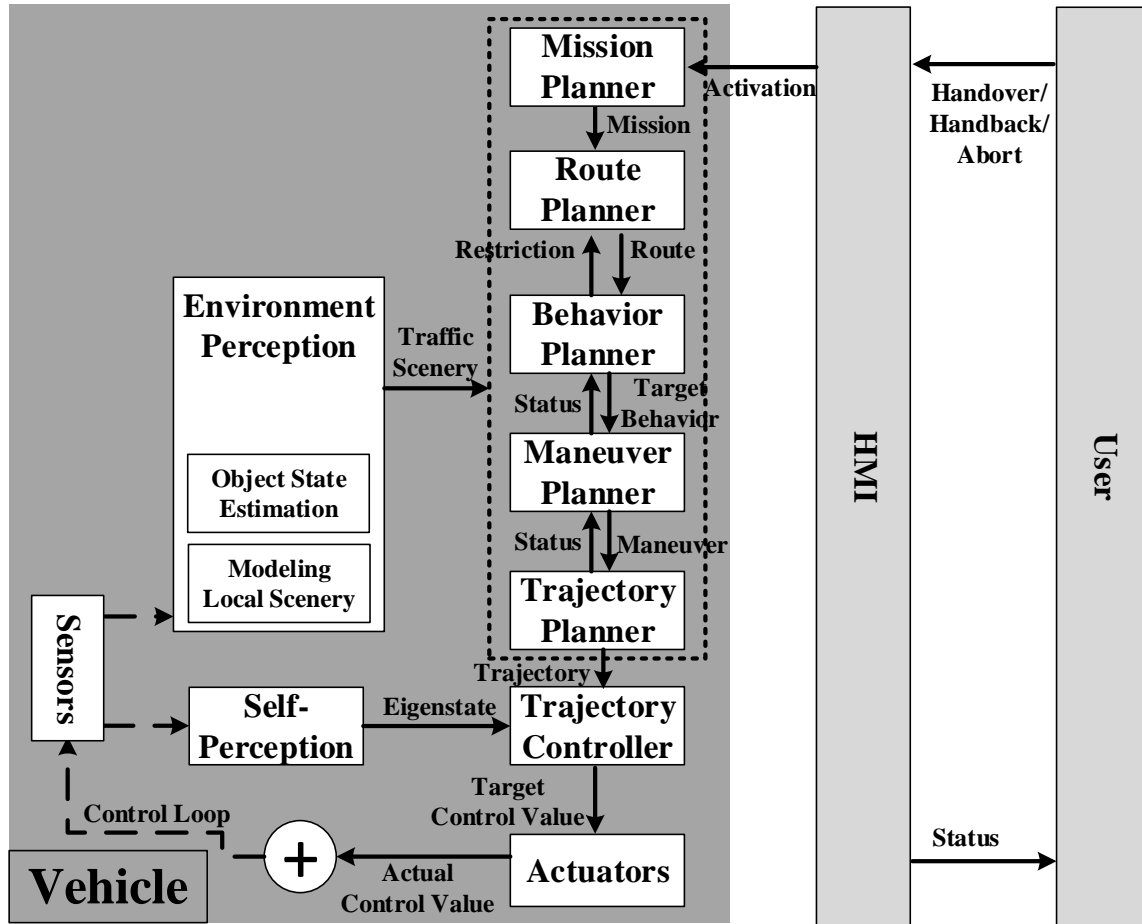 Mission
Planner
Activation
Handover/
Handback/
Abort
Mission
Route
Planner
Restriction
Route
Environment
Perception
Traffic
Scenery
Behavior
Planner
Status
Target
Behavior
Maneuver
Planner
Object State
Estimation
Status
Maneuver
Modeling
Local Scenery
Trajectory
Planner
Sensors
Trajectory
Self-
Perception
Eigenstate
Trajectory
Controller
Target
Control Value
Control Loop
+
Actuators
Actual
Control Value
Vehicle
HMI
User
Status